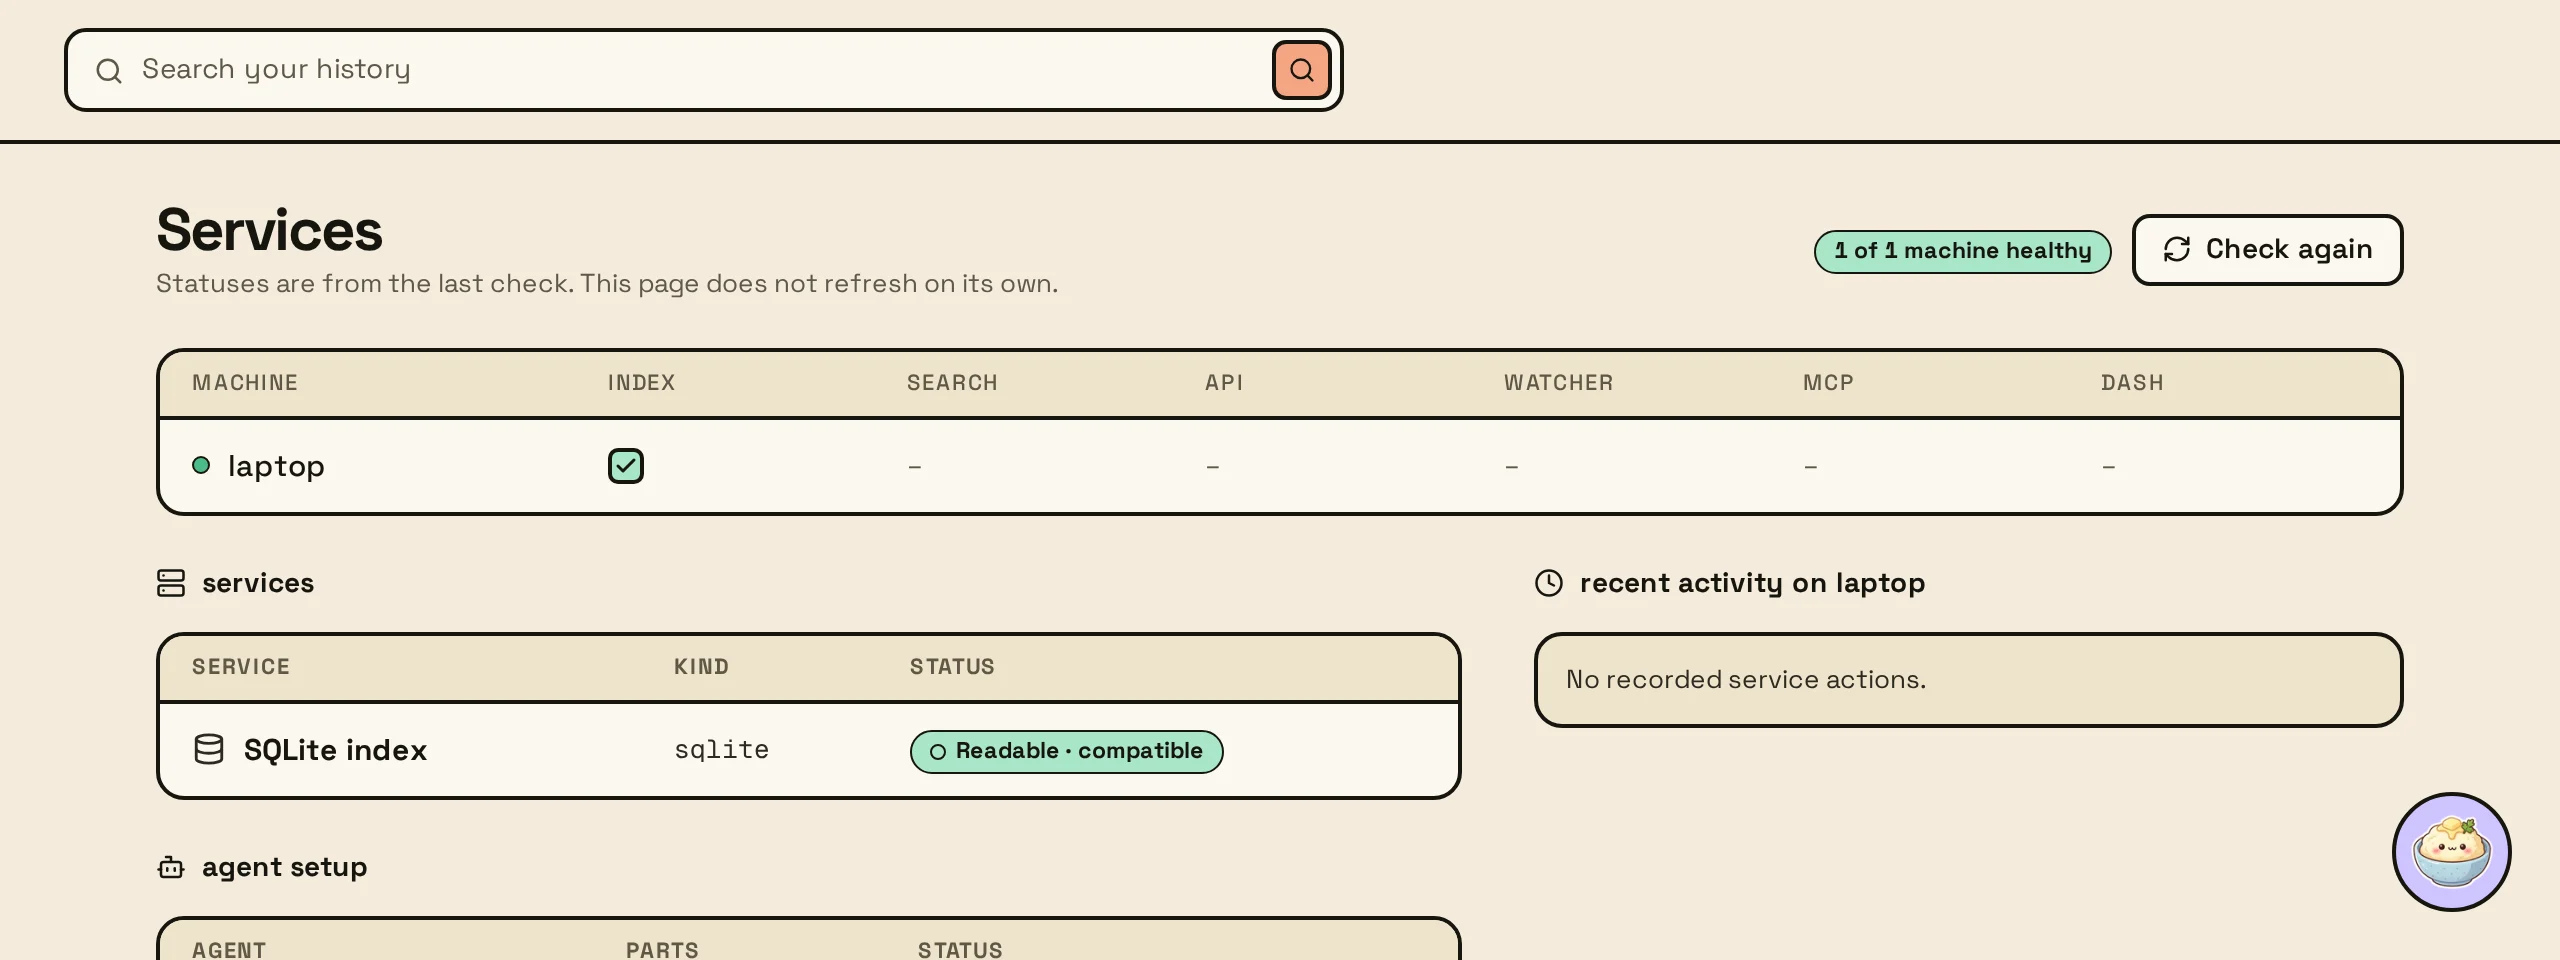 Search your history
Services
Statuses are from the last check. This page does not refresh on its own.
1 of 1 machine healthy
Check again
MACHINE INDEX SEARCH API WATCHER MCP DASH
laptop – – – – –
services
SERVICE KIND STATUS
SQLite index sqlite Readable · compatible
recent activity on laptop
No recorded service actions.
agent setup
AGENT PARTS STATUS